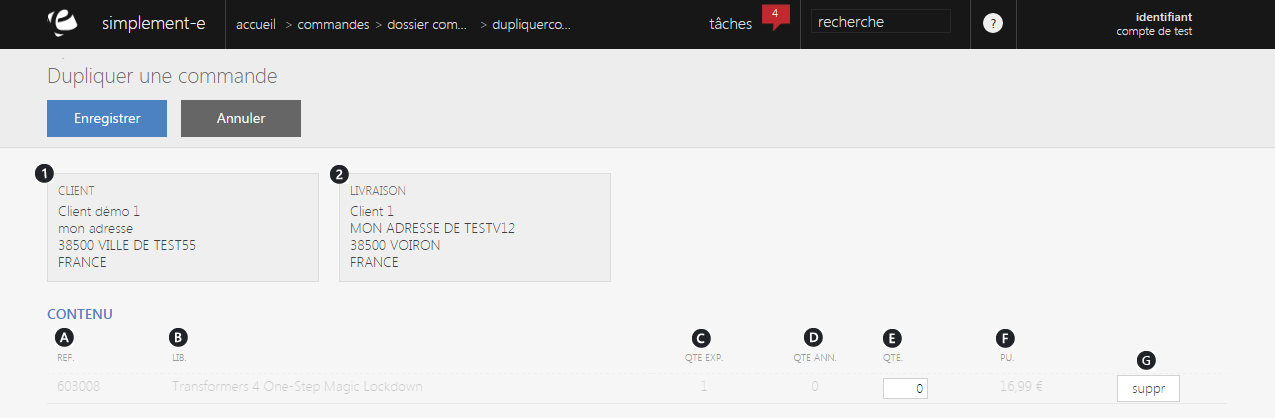 simplement-e accueil > commandes > dossier com... > dupliquerco... tâches 4 recherche ? identifiant
compte de test
Dupliquer une commande
Enregistrer Annuler
1 2
CLIENT LIVRAISON
Client démo 1 Client 1
mon adresse MON ADRESSE DE TESTV12
38500 VILLE DE TEST55 38500 VOIRON
FRANCE FRANCE
CONTENU
A B C D E F G
REF. LIB. QTE EXP. QTE ANN. QTÉ. PU.
603008 Transformers 4 One-Step Magic Lockdown 1 0 0 16,99 € suppr